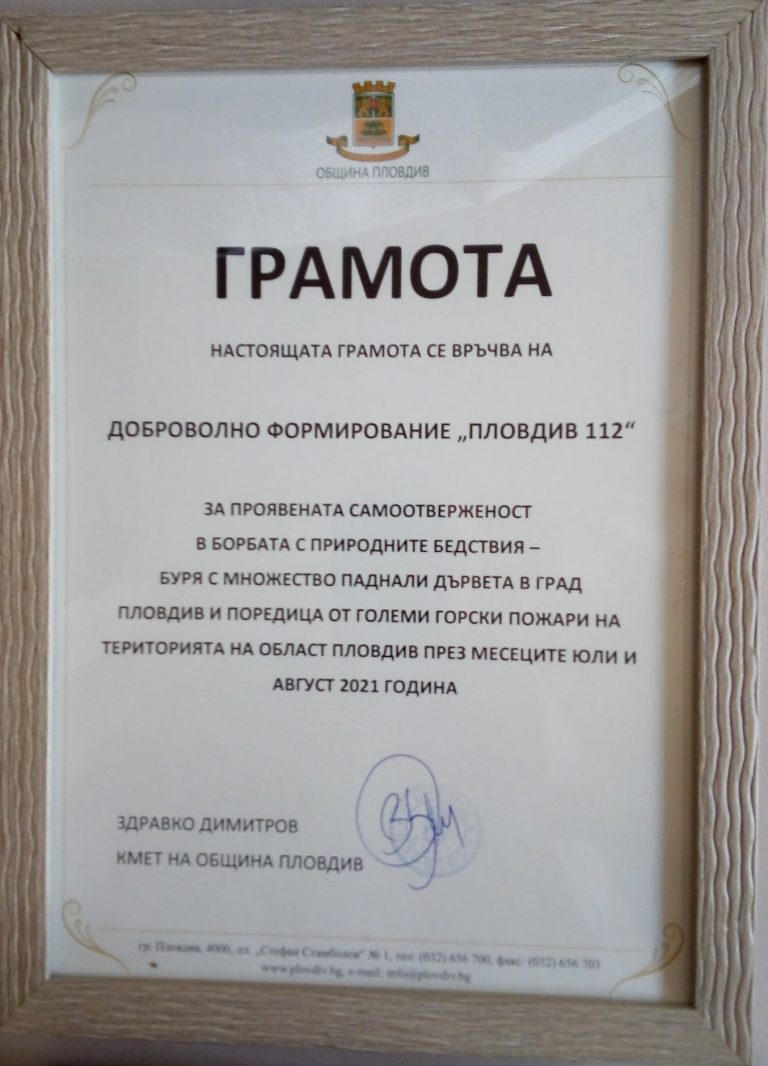 ОБЩИНА ПЛОВДИВ
ГРАМОТА
НАСТОЯЩАТА ГРАМОТА СЕ ВРЪЧВА НА
ДОБРОВОЛНО ФОРМИРОВАНИЕ „ПЛОВДИВ 112“
ЗА ПРОЯВЕНАТА САМООТВЕРЖЕНОСТ
В БОРБАТА С ПРИРОДНИТЕ БЕДСТВИЯ –
БУРЯ С МНОЖЕСТВО ПАДНАЛИ ДЪРВЕТА В ГРАД
ПЛОВДИВ И ПОРЕДИЦА ОТ ГОЛЕМИ ГОРСКИ ПОЖАРИ НА
ТЕРИТОРИЯТА НА ОБЛАСТ ПЛОВДИВ ПРЕЗ МЕСЕЦИТЕ ЮЛИ И
АВГУСТ 2021 ГОДИНА
ЗДРАВКО ДИМИТРОВ
КМЕТ НА ОБЩИНА ПЛОВДИВ
гр. Пловдив, 4000, пл. „Стефан Стамболов“ № 1, тел: (032) 656 700, факс: (032) 656 703
www.plovdiv.bg, e-mail: info@plovdiv.bg